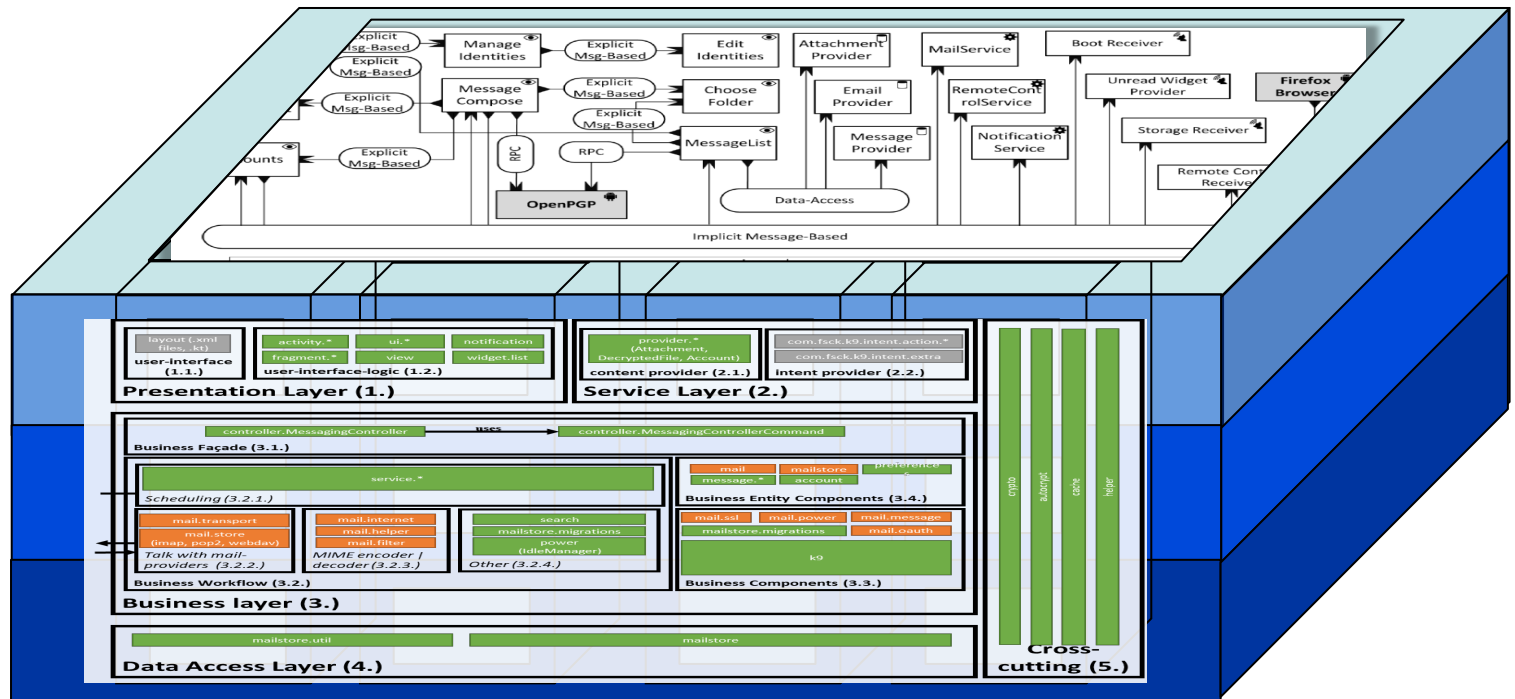 Explicit
Msg-Based
Manage
Identities
Explicit
Msg-Based
Edit
Identities
Attachment
Provider
MailService
Boot Receiver
Explicit
Msg-Based
Explicit
Msg-Based
Message
Compose
Explicit
Msg-Based
Choose
Folder
Email
Provider
RemoteCont
rolService
Unread Widget
Provider
Firefox
Browser
Explicit
Msg-Based
MessageList
Message
Provider
Notification
Service
Storage Receiver
ounts
Explicit
Msg-Based
RPC
RPC
Remote Cont
Receive
OpenPGP
Data-Access
Implicit Message-Based
layout (.xml
files, .kt)
user-interface
(1.1.)
activity.*
ui.*
notification
fragment.*
view
widget.list
user-interface-logic (1.2.)
Presentation Layer (1.)
provider.*
(Attachment,
DecryptedFile, Account)
content provider (2.1.)
com.fsck.k9.intent.action.*
com.fsck.k9.intent.extra
intent provider (2.2.)
Service Layer (2.)
controller.MessagingController
uses
controller.MessagingControllerCommand
Business Façade (3.1.)
service.*
Scheduling (3.2.1.)
mail
mailstore
preference
message.*
account
Business Entity Components (3.4.)
mail.transport
mail.store
(imap, pop2, webdav)
Talk with mail-
providers (3.2.2.)
mail.internet
mail.helper
mail.filter
MIME encoder |
decoder (3.2.3.)
search
mailstore.migrations
power
(IdleManager)
Other (3.2.4.)
Business Workflow (3.2.)
mail.ssl
mail.power
mail.message
mailstore.migrations
mail.oauth
k9
Business Components (3.3.)
Business layer (3.)
mailstore.util
mailstore
Data Access Layer (4.)
crypto
autocrypt
cache
helper
Cross-
cutting (5.)